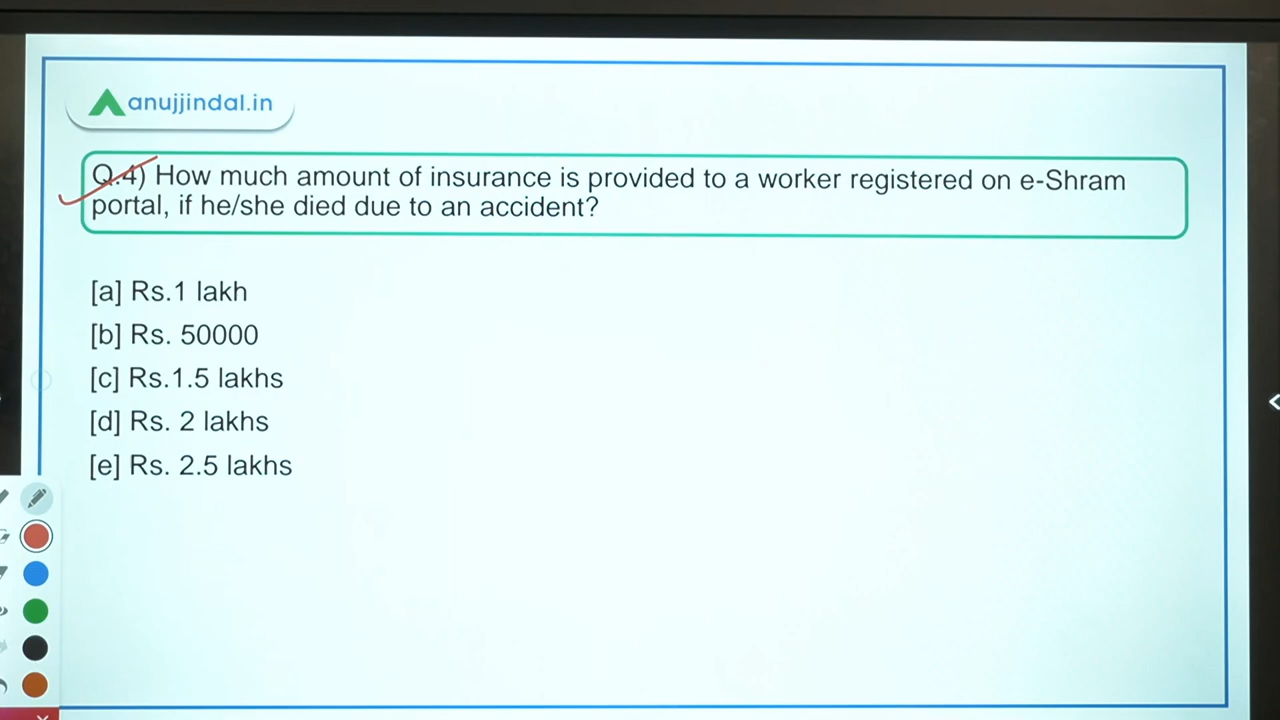 anujjindal.in
Q.4) How much amount of insurance is provided to a worker registered on e-Shram
portal, if he/she died due to an accident?
[a] Rs.1 lakh
[b] Rs. 50000
[c] Rs.1.5 lakhs
[d] Rs. 2 lakhs
[e] Rs. 2.5 lakhs